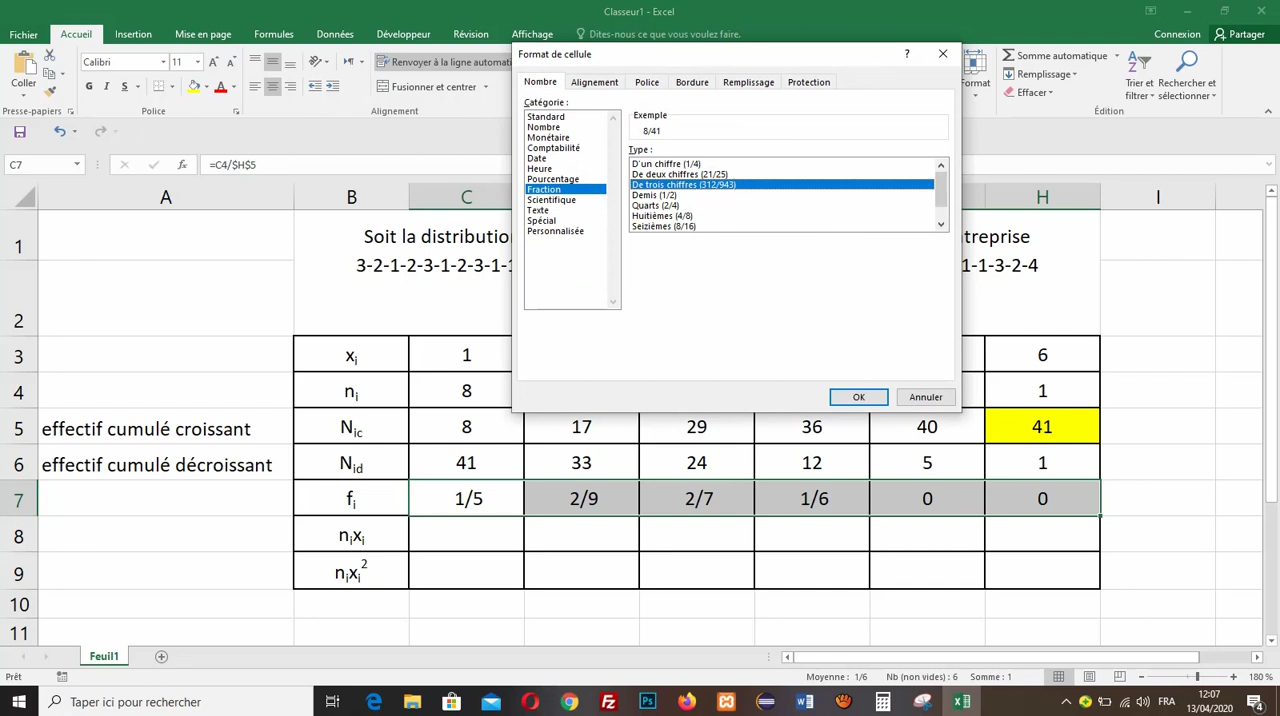 Classeur1 - Excel
Fichier Accueil Insertion Mise en page Formules Données Développeur Révision Affichage Dites-nous ce que vous voulez faire. Connexion Partager
Coller
Calibri 11
G I S
Renvoyer à la ligne automati
Fusionner et centrer
Format
Somme automatique
Remplissage
Effacer
Trier et filtrer
Rechercher et sélectionner
Presse-papiers Police Alignement Édition
C7 fx =C4/$H$5
Format de cellule ?
Nombre Alignement Police Bordure Remplissage Protection
Catégorie :
Standard
Nombre
Monétaire
Comptabilité
Date
Heure
Pourcentage
Fraction
Scientifique
Texte
Spécial
Personnalisée
Exemple
8/41
Type :
D'un chiffre (1/4)
De deux chiffres (21/25)
De trois chiffres (312/943)
Demis (1/2)
Quarts (2/4)
Huitièmes (4/8)
Seizièmes (8/16)
OK Annuler
A B C H I
1 Soit la distribution ntreprise
3-2-1-2-3-1-2-3-1-1 1-1-3-2-4
2
3 xi 1 6
4 ni 8 1
5 effectif cumulé croissant Nic 8 17 29 36 40 41
6 effectif cumulé décroissant Nid 41 33 24 12 5 1
7 fi 1/5 2/9 2/7 1/6 0 0
8 nixi
9 nixi2
10
11
Feuil1
Prêt Moyenne : 1/6 Nb (non vides) : 6 Somme : 1 180 %
Taper ici pour rechercher
FRA
12:07
13/04/2020
4